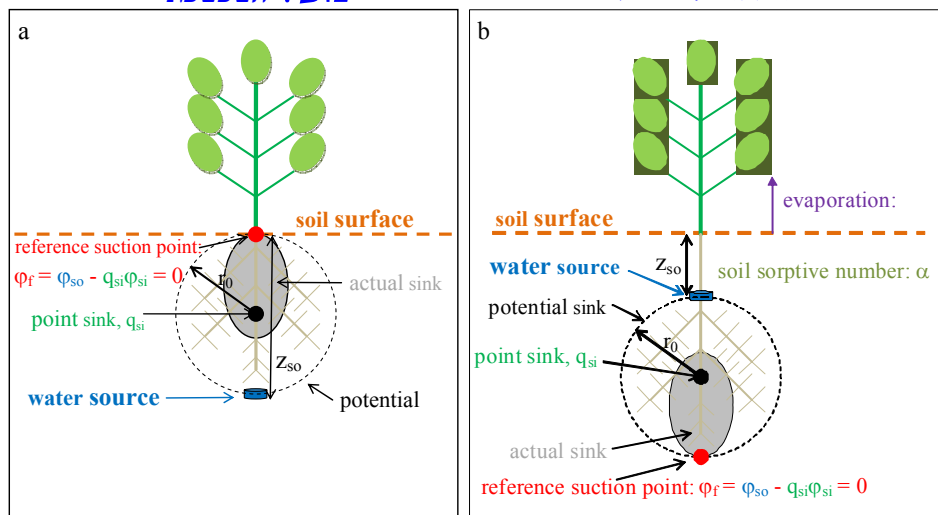 a
soil surface
reference suction point:
φf = φso - qsiφsi = 0
r0
actual sink
point sink, qsi
zso
water source
potential
b
evaporation:
soil surface
zso
soil sorptive number: α
water source
potential sink
r0
point sink, qsi
actual sink
reference suction point: φf = φso - qsiφsi = 0